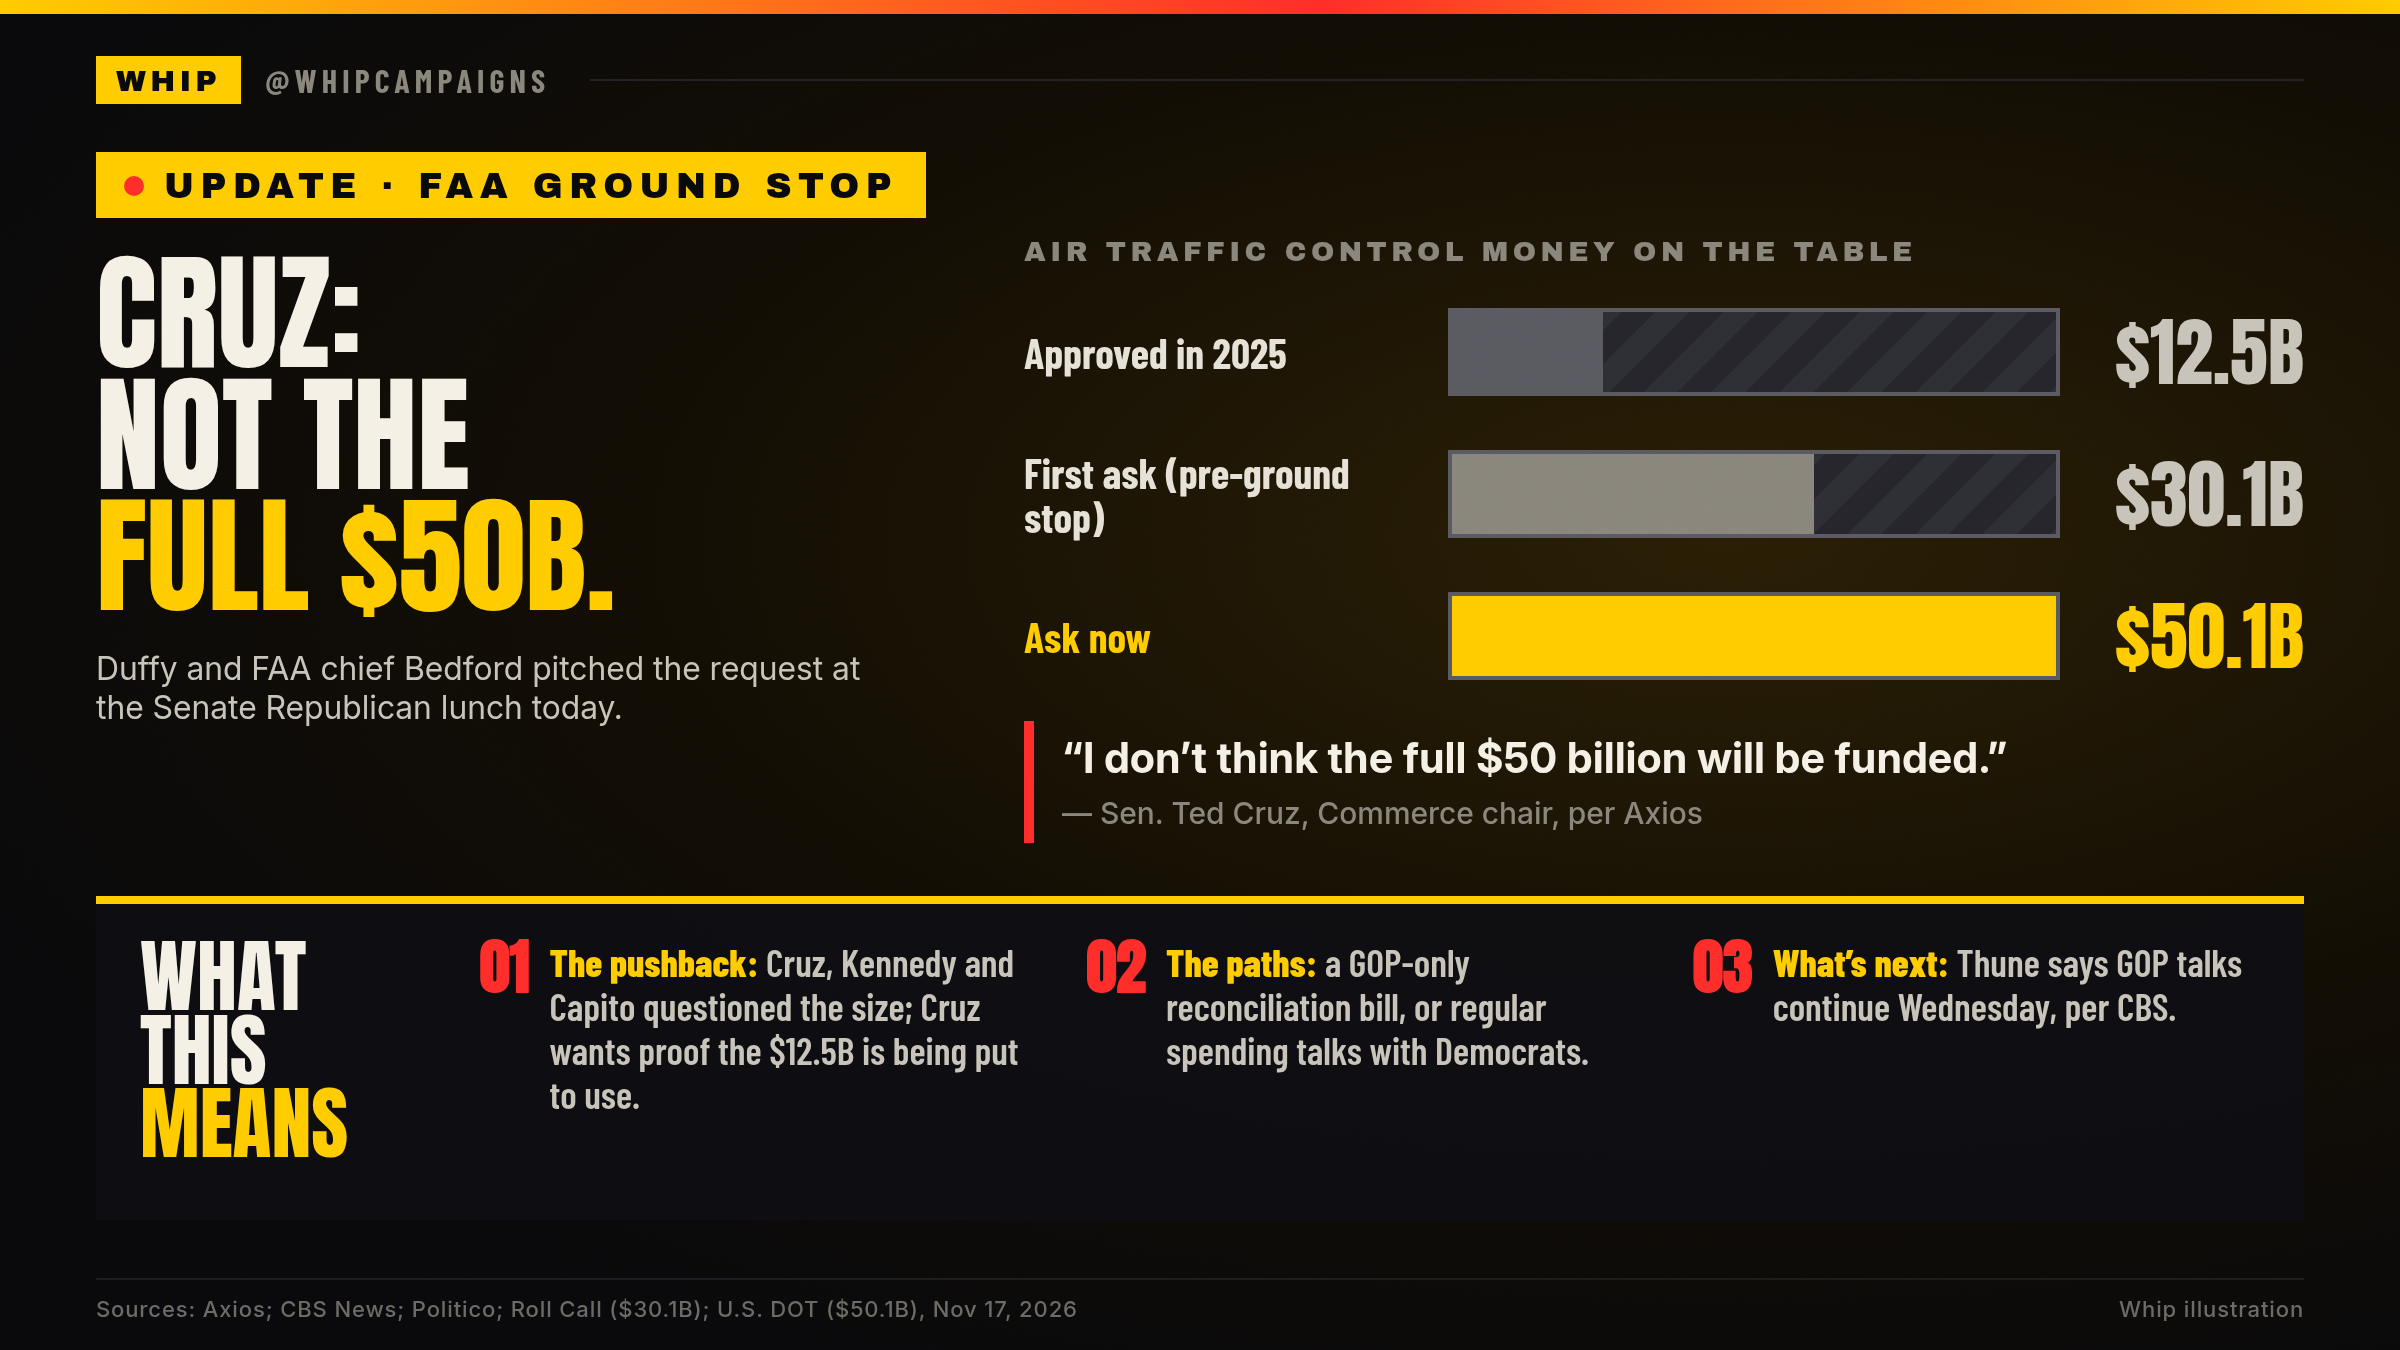 WHIP @WHIPCAMPAIGNS
UPDATE · FAA GROUND STOP
CRUZ:
NOT THE
FULL $50B.
Duffy and FAA chief Bedford pitched the request at
the Senate Republican lunch today.
AIR TRAFFIC CONTROL MONEY ON THE TABLE
Approved in 2025 $12.5B
First ask (pre-ground
stop) $30.1B
Ask now $50.1B
“I don’t think the full $50 billion will be funded.”
— Sen. Ted Cruz, Commerce chair, per Axios
WHAT
THIS
MEANS
01 The pushback: Cruz, Kennedy and
Capito questioned the size; Cruz
wants proof the $12.5B is being put
to use.
02 The paths: a GOP-only
reconciliation bill, or regular
spending talks with Democrats.
03 What’s next: Thune says GOP talks
continue Wednesday, per CBS.
Sources: Axios; CBS News; Politico; Roll Call ($30.1B); U.S. DOT ($50.1B), Nov 17, 2026
Whip illustration